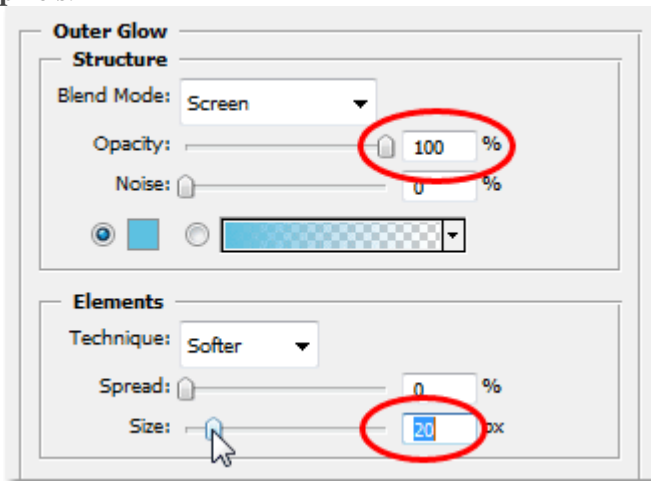 Outer Glow
Structure
Blend Mode: Screen
Opacity: 100 %
Noise: 0 %
Elements
Technique: Softer
Spread: 0 %
Size: 20 px